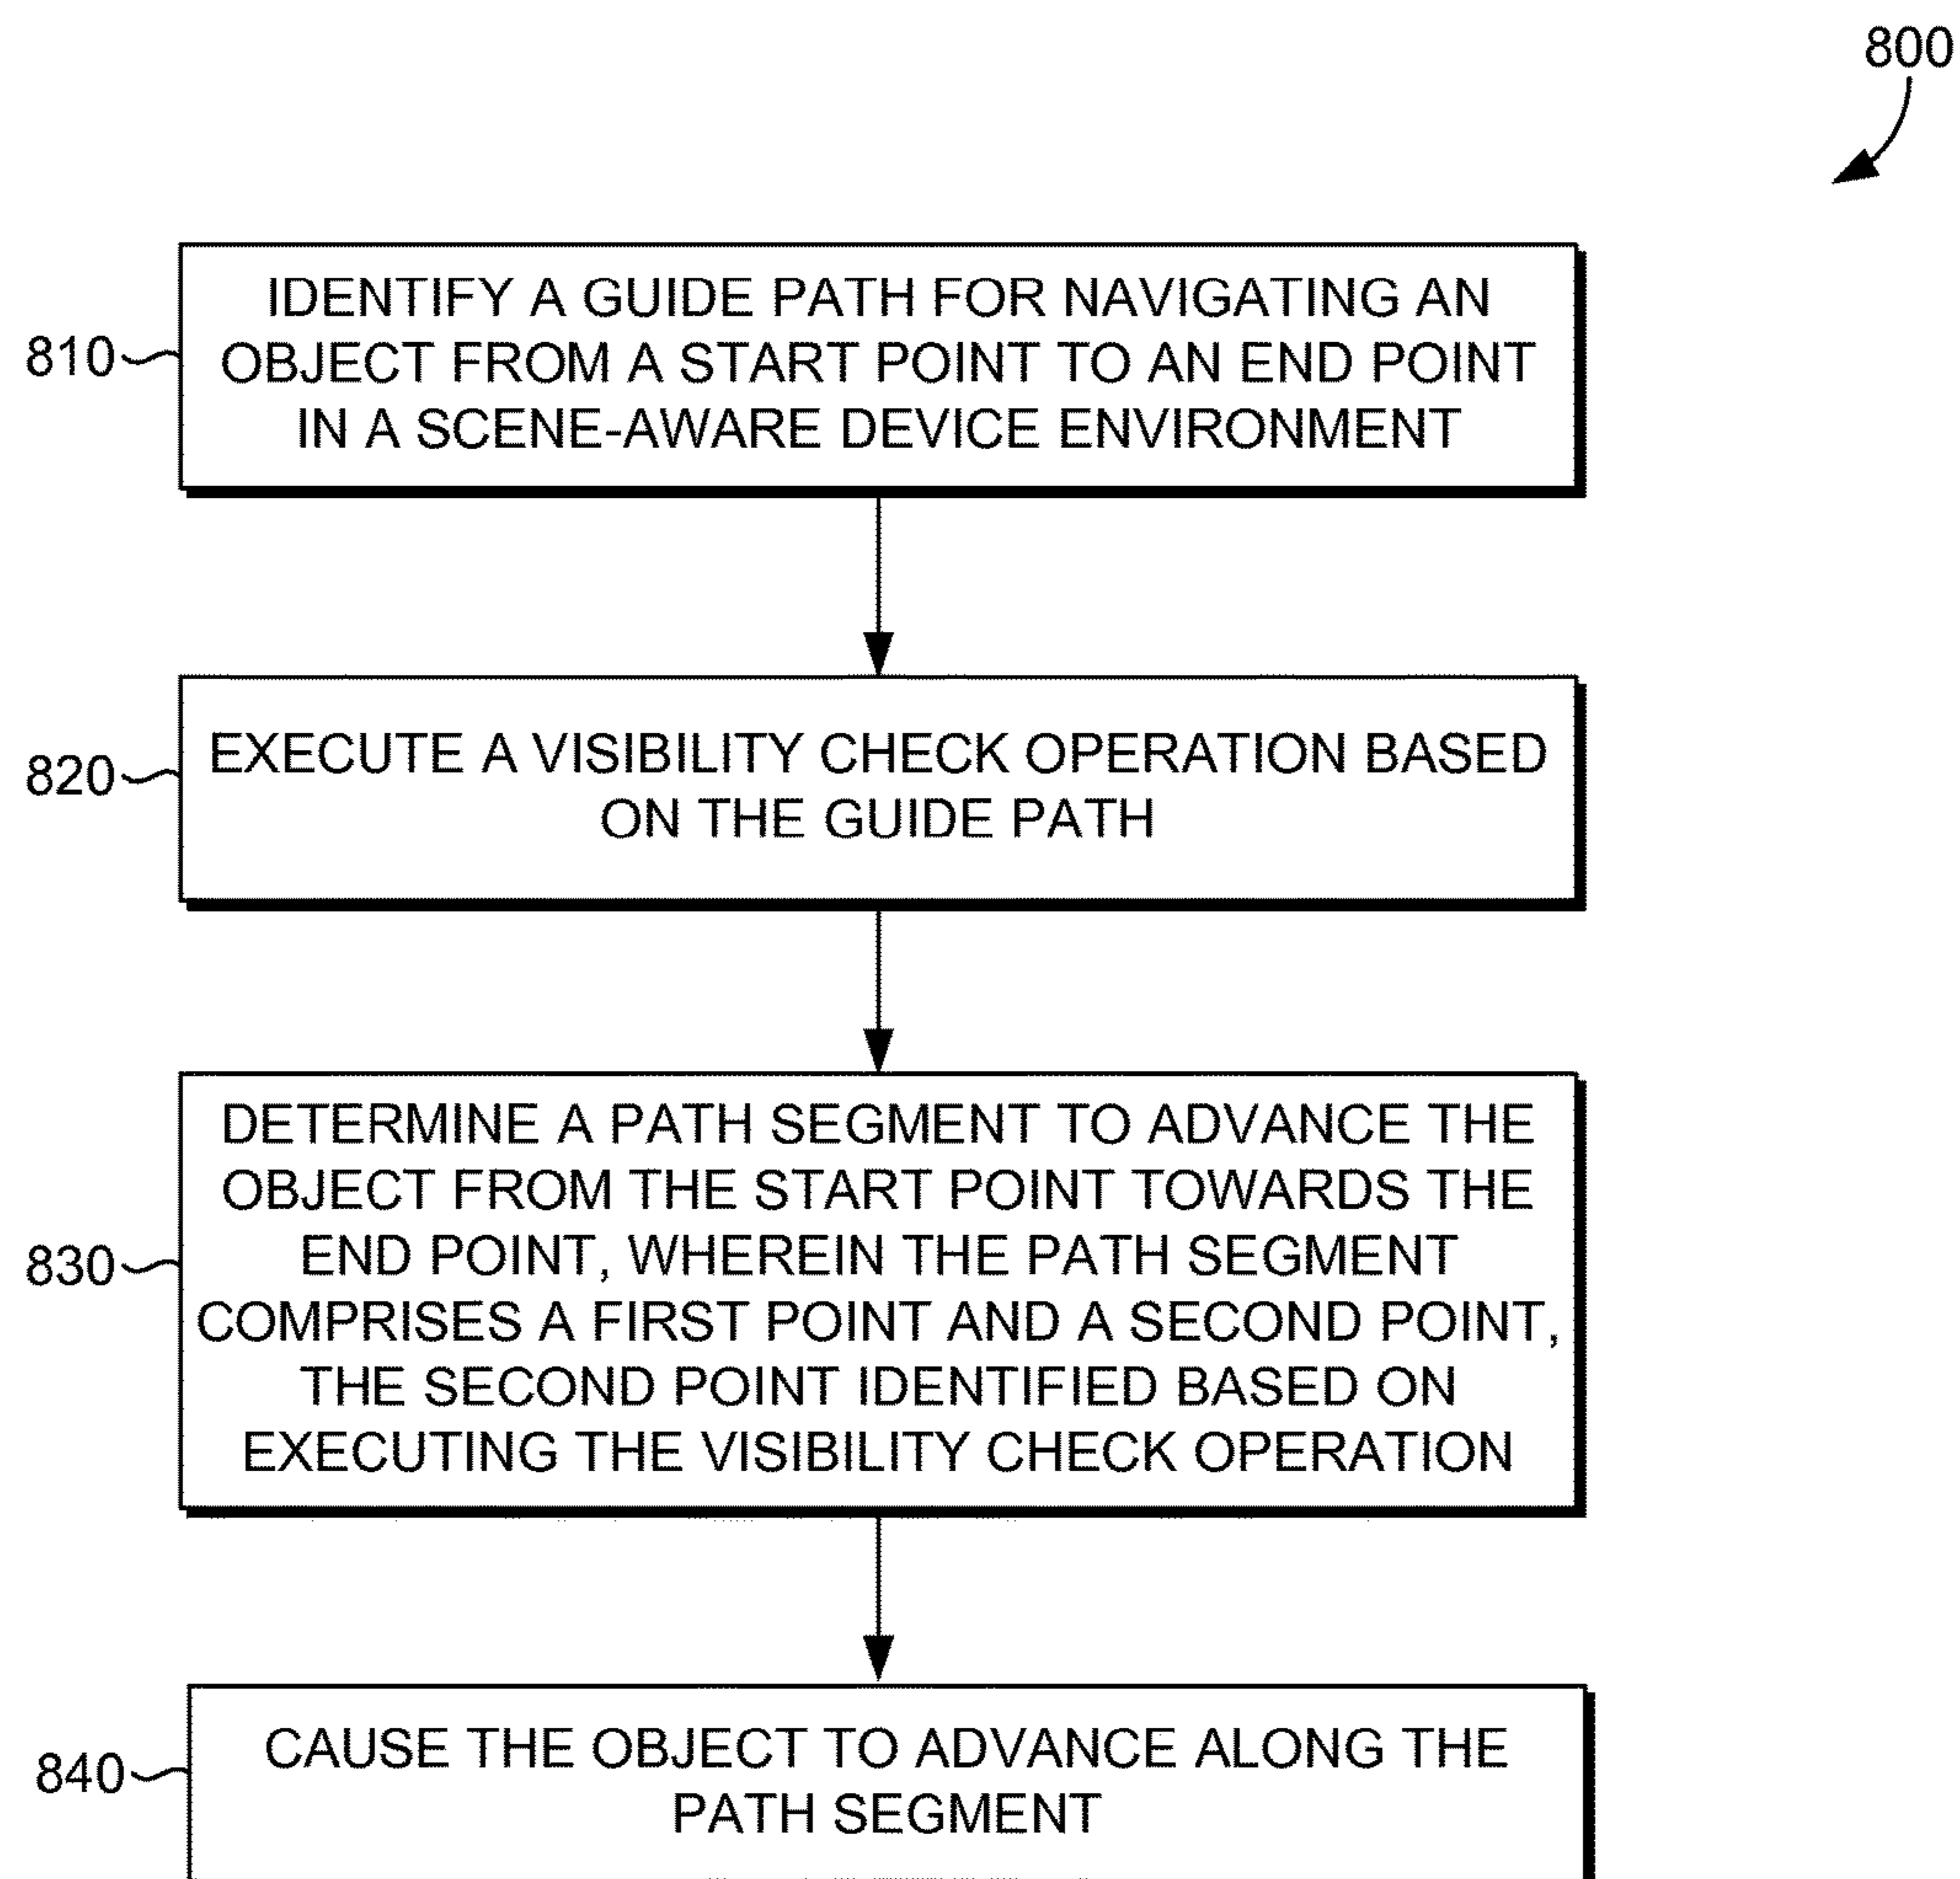 800
810
IDENTIFY A GUIDE PATH FOR NAVIGATING AN
OBJECT FROM A START POINT TO AN END POINT
IN A SCENE-AWARE DEVICE ENVIRONMENT
820
EXECUTE A VISIBILITY CHECK OPERATION BASED
ON THE GUIDE PATH
830
DETERMINE A PATH SEGMENT TO ADVANCE THE
OBJECT FROM THE START POINT TOWARDS THE
END POINT, WHEREIN THE PATH SEGMENT
COMPRISES A FIRST POINT AND A SECOND POINT,
THE SECOND POINT IDENTIFIED BASED ON
EXECUTING THE VISIBILITY CHECK OPERATION
840
CAUSE THE OBJECT TO ADVANCE ALONG THE
PATH SEGMENT